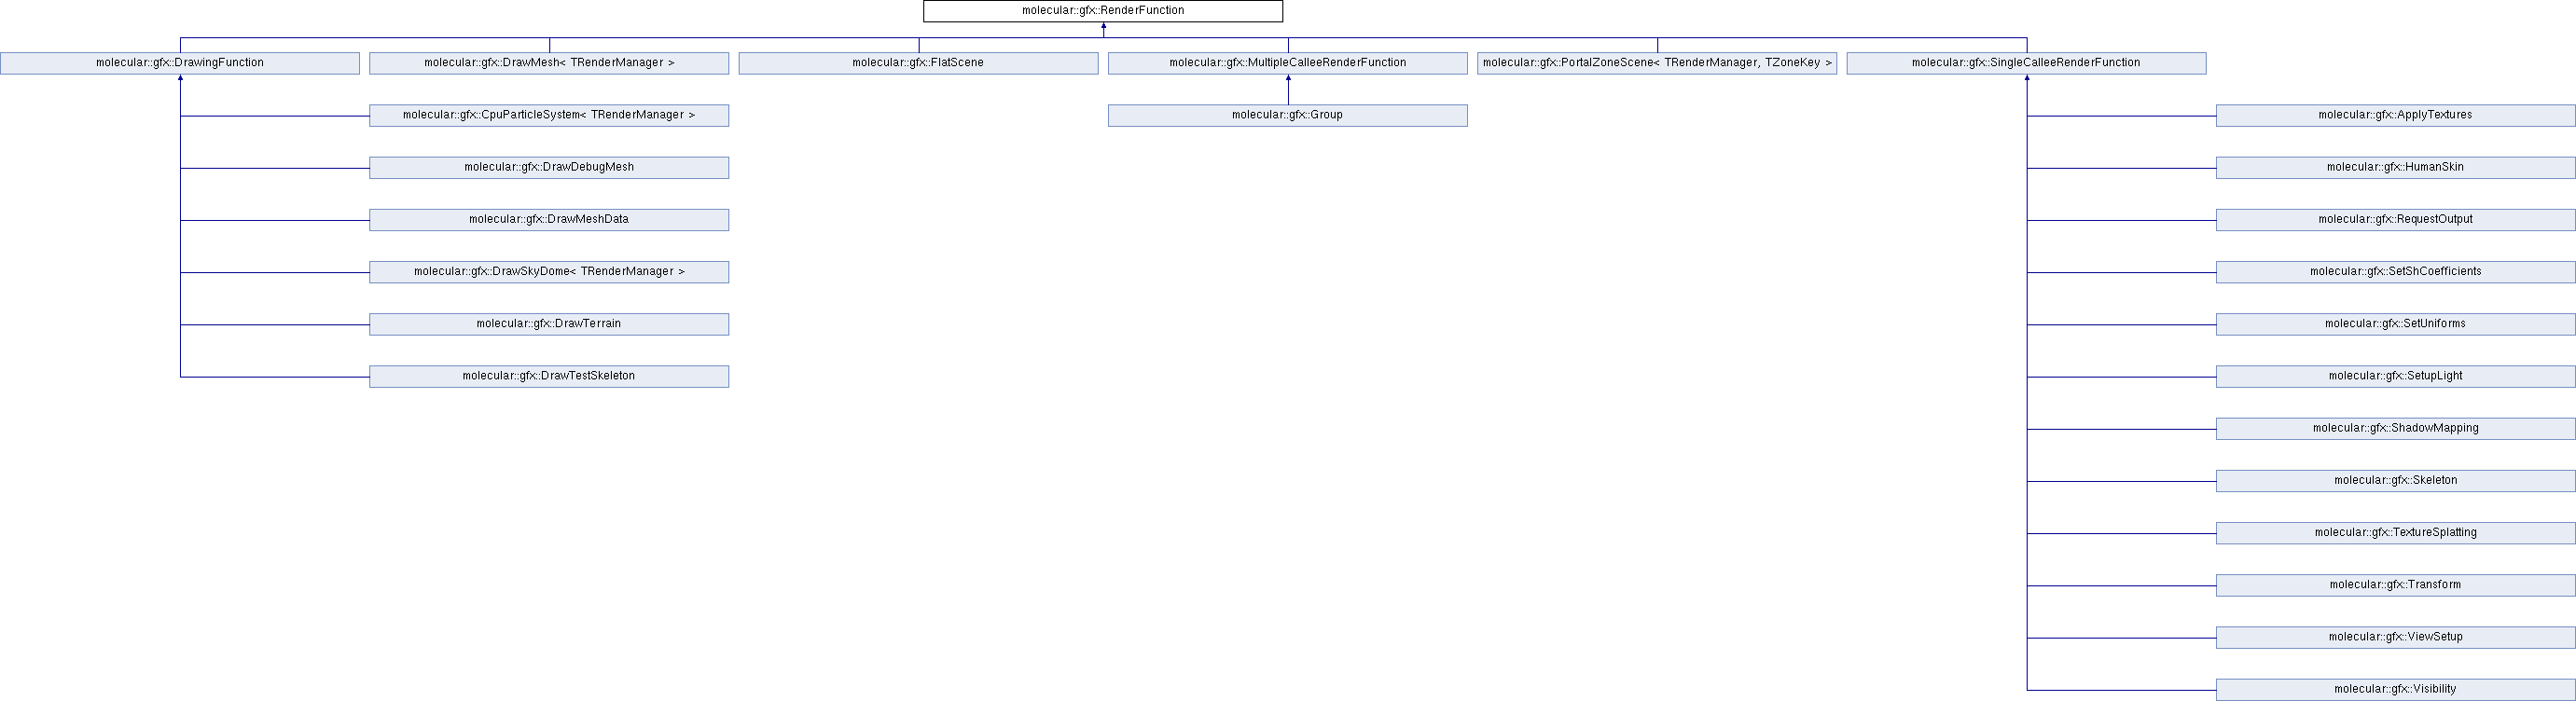 molecular::gfx::RenderFunction
molecular::gfx::DrawingFunction
molecular::gfx::DrawMesh< TRenderManager >
molecular::gfx::FlatScene
molecular::gfx::MultipleCalleeRenderFunction
molecular::gfx::PortalZoneScene< TRenderManager, TZoneKey >
molecular::gfx::SingleCalleeRenderFunction
molecular::gfx::CpuParticleSystem< TRenderManager >
molecular::gfx::Group
molecular::gfx::ApplyTextures
molecular::gfx::DrawDebugMesh
molecular::gfx::HumanSkin
molecular::gfx::DrawMeshData
molecular::gfx::RequestOutput
molecular::gfx::DrawSkyDome< TRenderManager >
molecular::gfx::SetShCoefficients
molecular::gfx::DrawTerrain
molecular::gfx::SetUniforms
molecular::gfx::DrawTestSkeleton
molecular::gfx::SetupLight
molecular::gfx::ShadowMapping
molecular::gfx::Skeleton
molecular::gfx::TextureSplatting
molecular::gfx::Transform
molecular::gfx::ViewSetup
molecular::gfx::Visibility